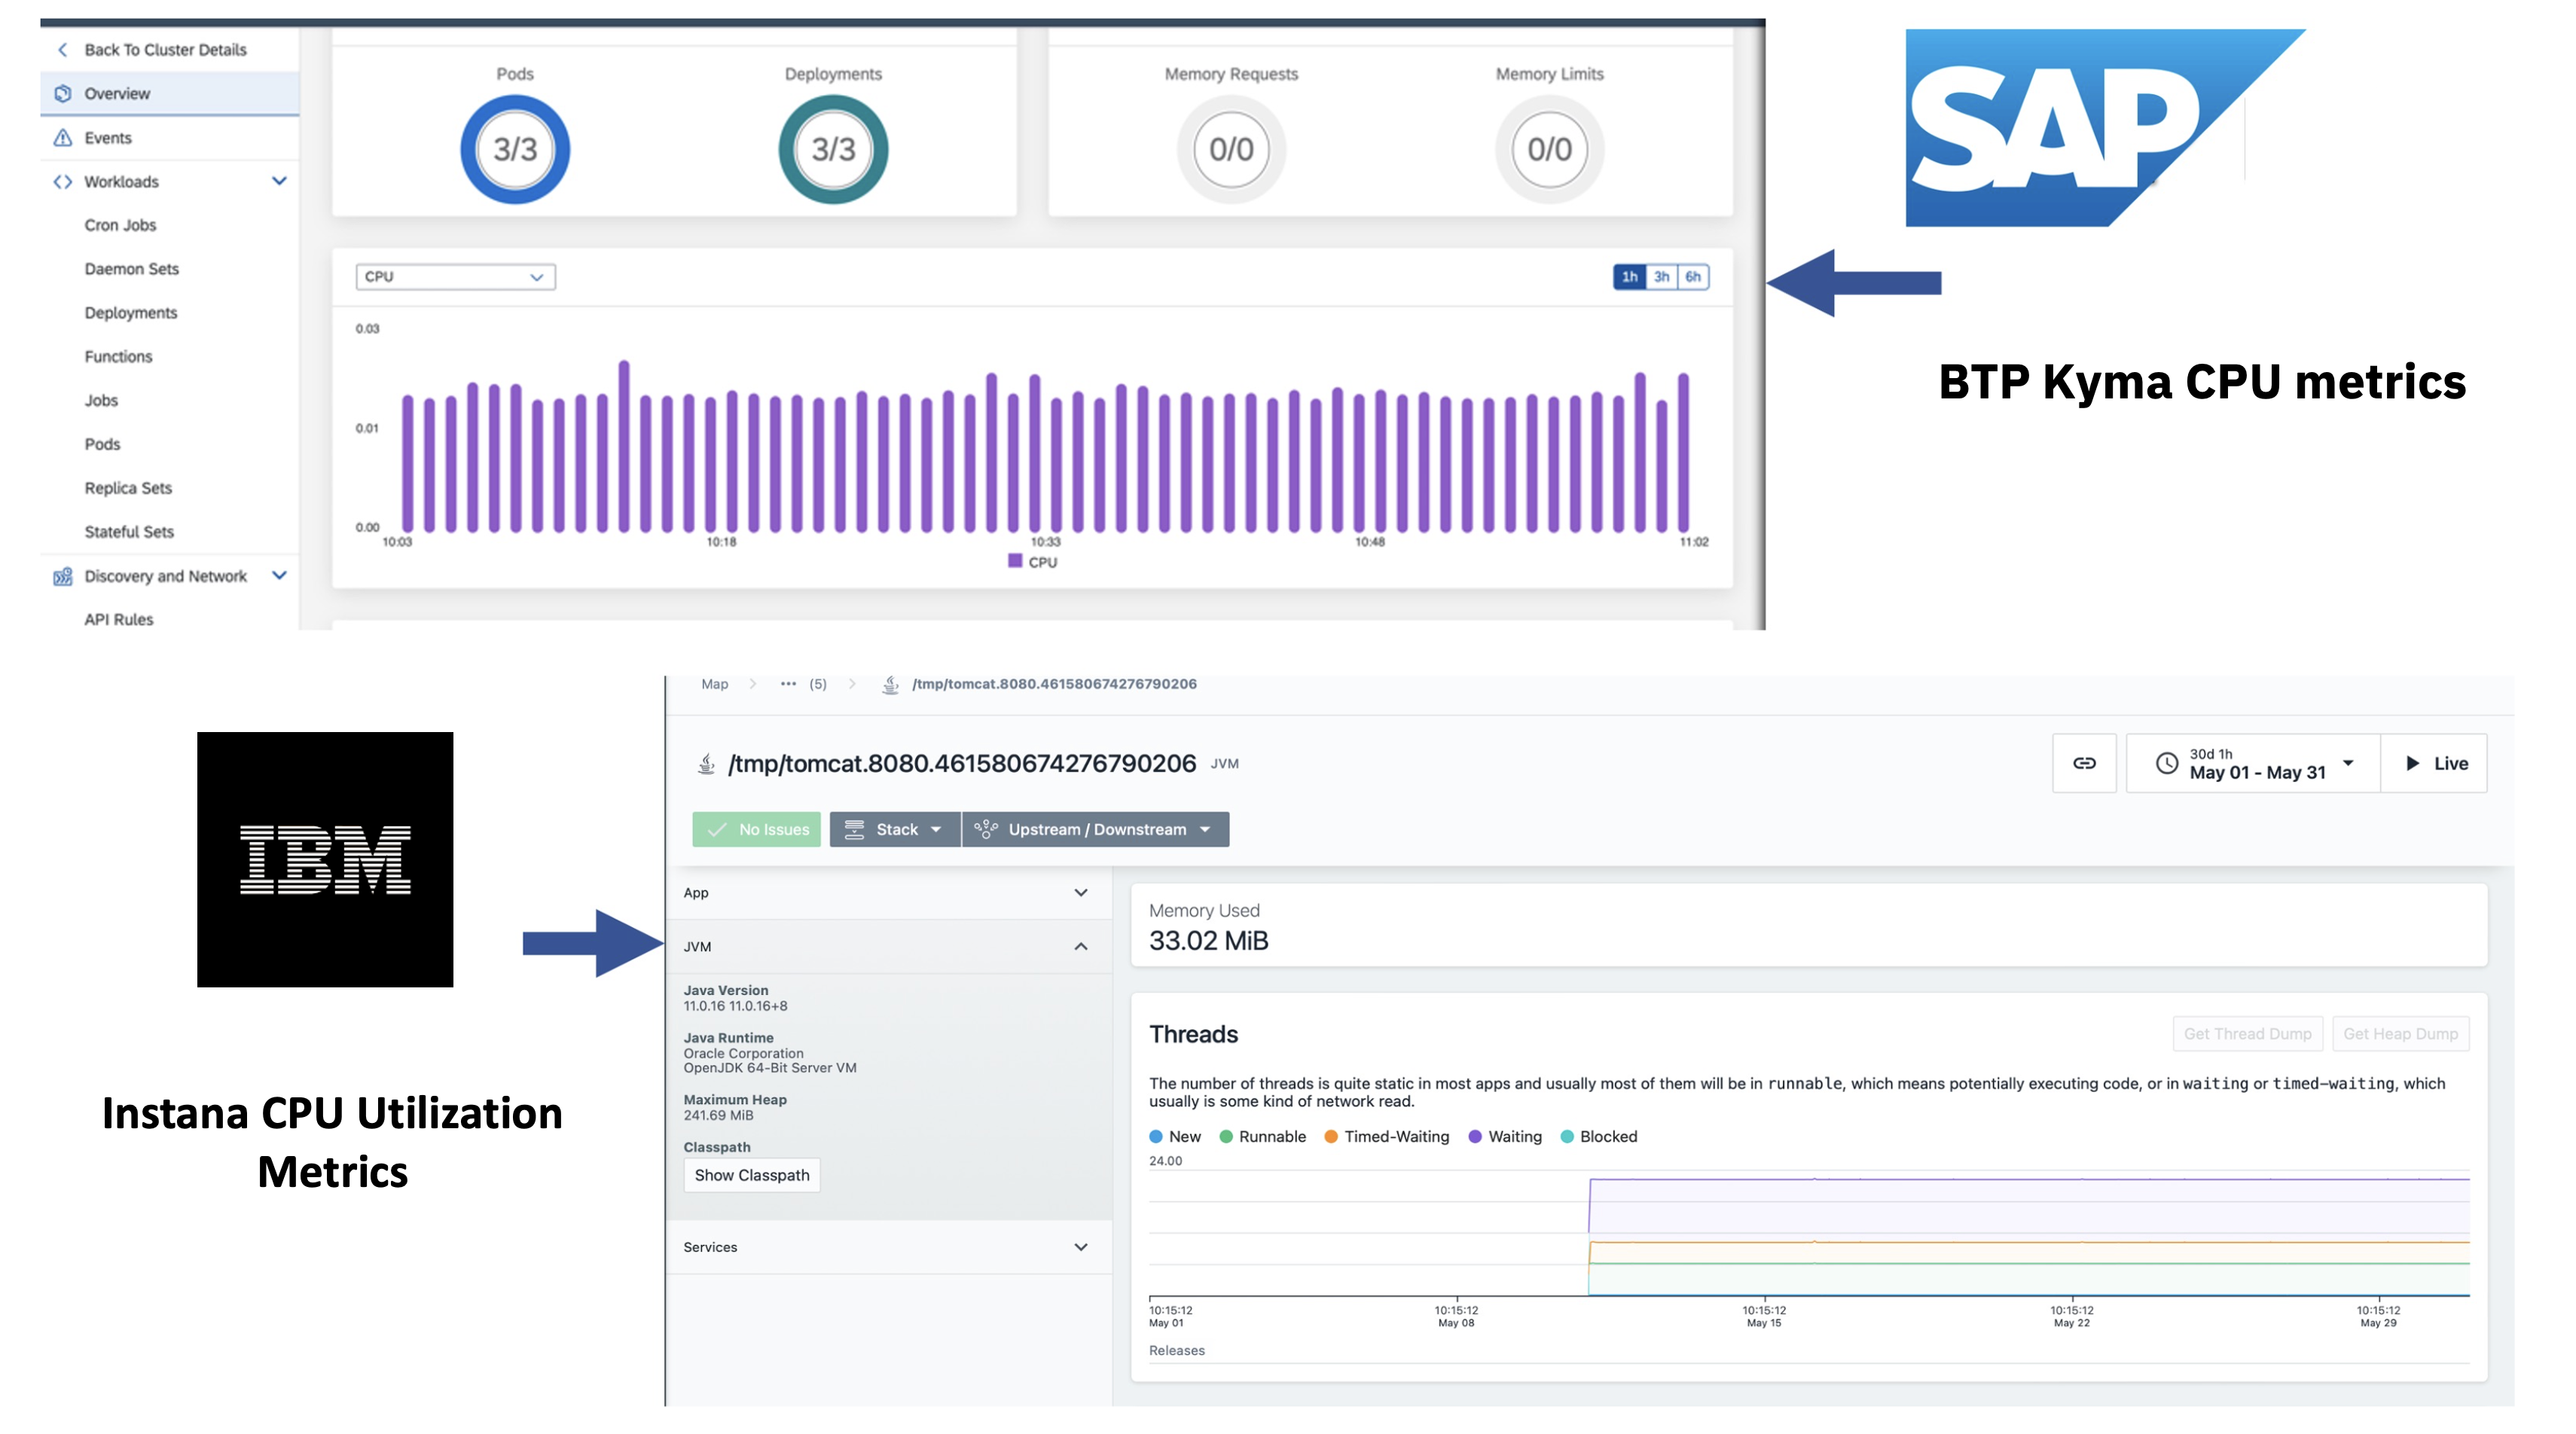 Back To Cluster Details
Overview
Events
Workloads
Cron Jobs
Daemon Sets
Deployments
Functions
Jobs
Pods
Replica Sets
Stateful Sets
Discovery and Network
API Rules
Pods
Deployments
Memory Requests
Memory Limits
3/3
3/3
0/0
0/0
CPU
1h 3h 6h
0.03
0.01
0.00
10:03 10:18 10:33 10:48 11:02
CPU
SAP
BTP Kyma CPU metrics
IBM
Instana CPU Utilization
Metrics
Map > ... (5) > /tmp/tomcat.8080.461580674276790206
/tmp/tomcat.8080.461580674276790206 JVM
30d 1h
May 01 - May 31
Live
No Issues
Stack
Upstream / Downstream
App
JVM
Java Version
11.0.16 11.0.16+8
Java Runtime
Oracle Corporation
OpenJDK 64-Bit Server VM
Maximum Heap
241.69 MiB
Classpath
Show Classpath
Services
Memory Used
33.02 MiB
Threads
Get Thread Dump
Get Heap Dump
The number of threads is quite static in most apps and usually most of them will be in runnable, which means potentially executing code, or in waiting or timed-waiting, which
usually is some kind of network read.
New Runnable Timed-Waiting Waiting Blocked
24.00
10:15:12 10:15:12 10:15:12 10:15:12 10:15:12
May 01 May 08 May 15 May 22 May 29
Releases